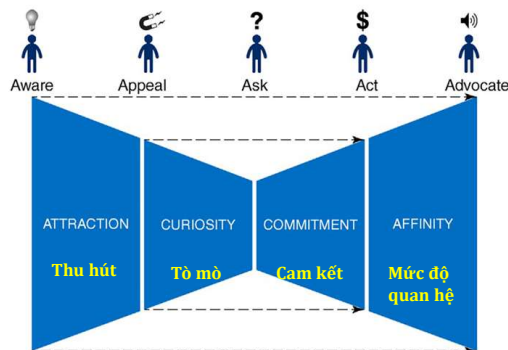 ?
$
Aware
Appeal
Ask
Act
Advocate
ATTRACTION
CURIOSITY
COMMITMENT
AFFINITY
Thu hút
Tò mò
Cam kết
Mức độ
quan hệ